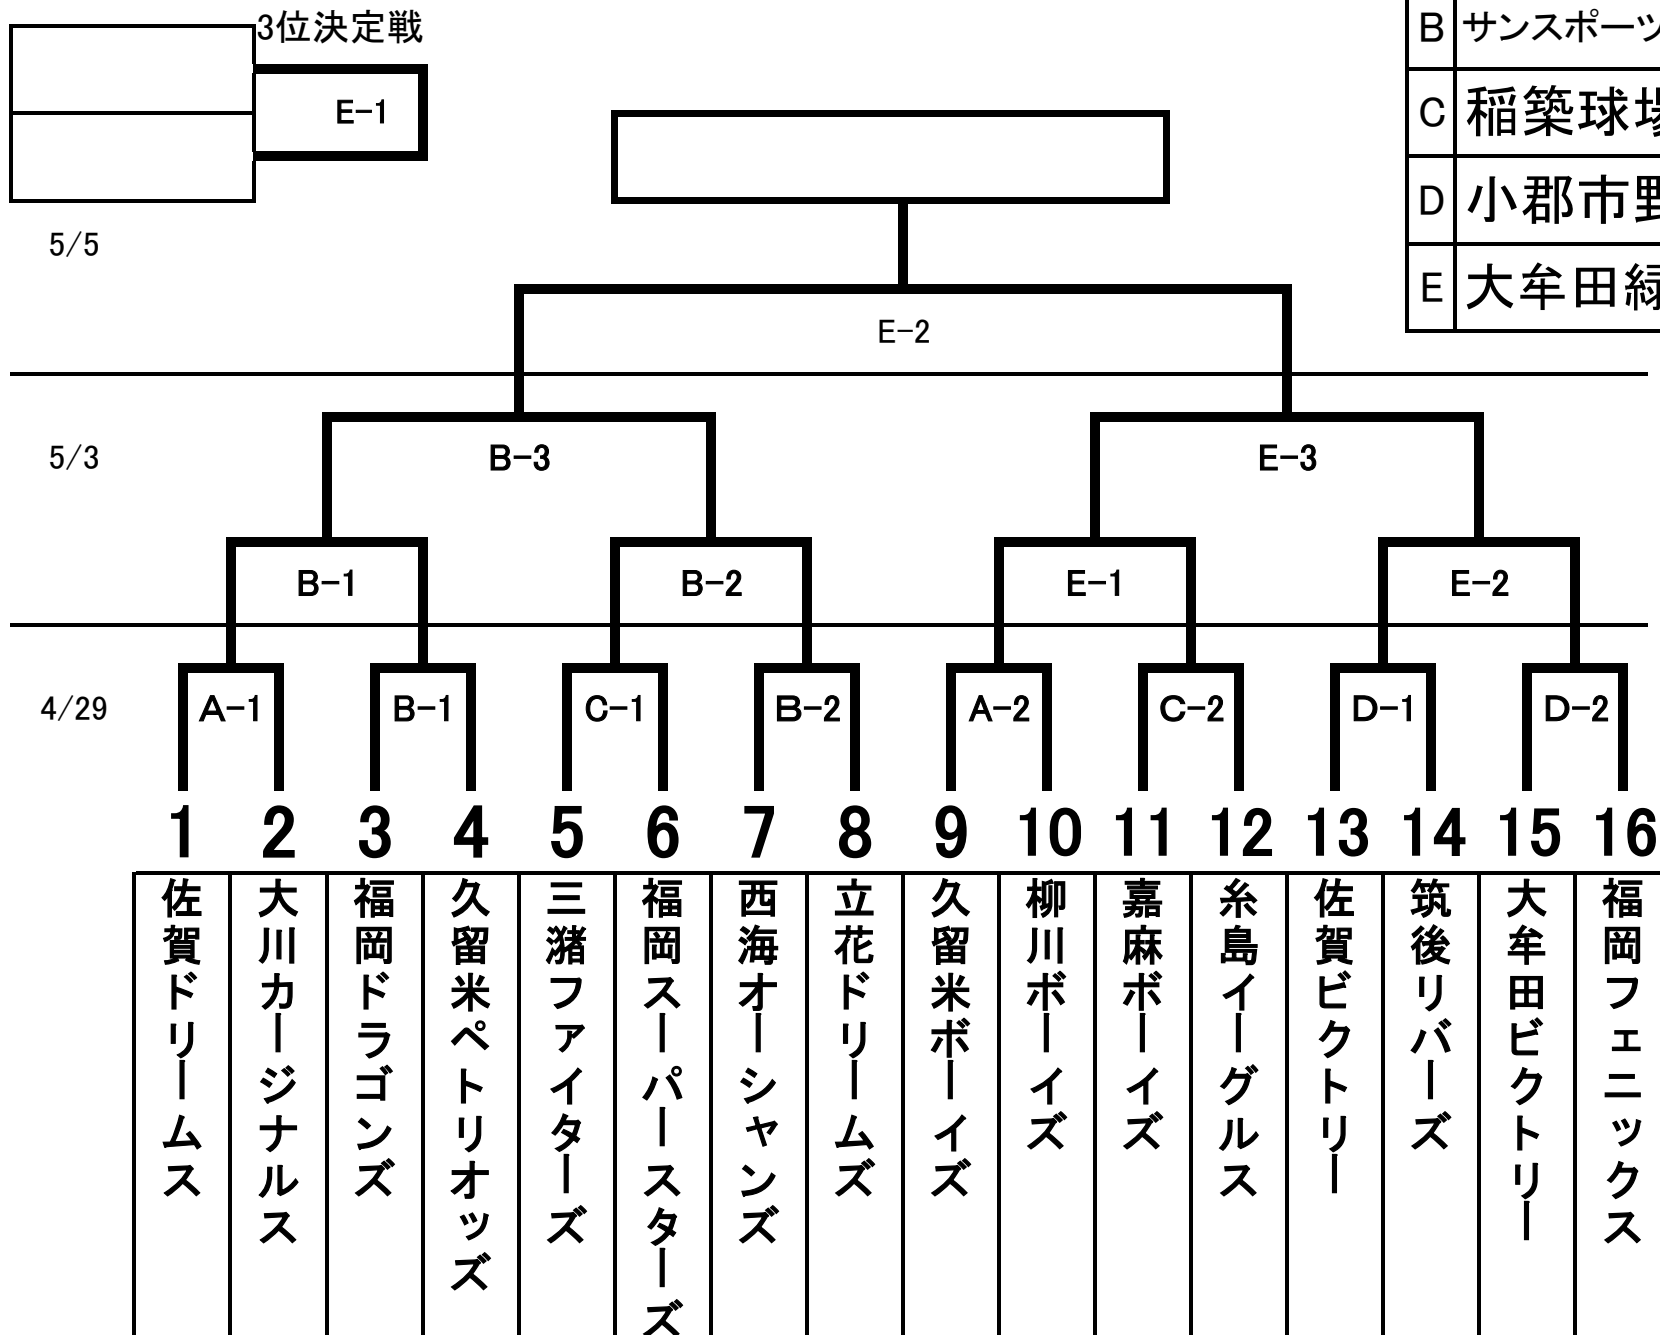 3位決定戦
E-1
B サンスポーツ
C 稲築球場
D 小郡市野
E 大牟田緑
5/5
E-2
5/3
B-3
E-3
B-1
B-2
E-1
E-2
4/29
A-1
B-1
C-1
B-2
A-2
C-2
D-1
D-2
1
2
3
4
5
6
7
8
9
10
11
12
13
14
15
16
佐賀ドリームス
大川カージナルス
福岡ドラゴンズ
久留米ペトリオッズ
三潴ファイターズ
福岡スーパースターズ
西海オーシャンズ
立花ドリームズ
久留米ボーイズ
柳川ボーイズ
嘉麻ボーイズ
糸島イーグルス
佐賀ビクトリー
筑後リバーズ
大牟田ビクトリー
福岡フェニックス